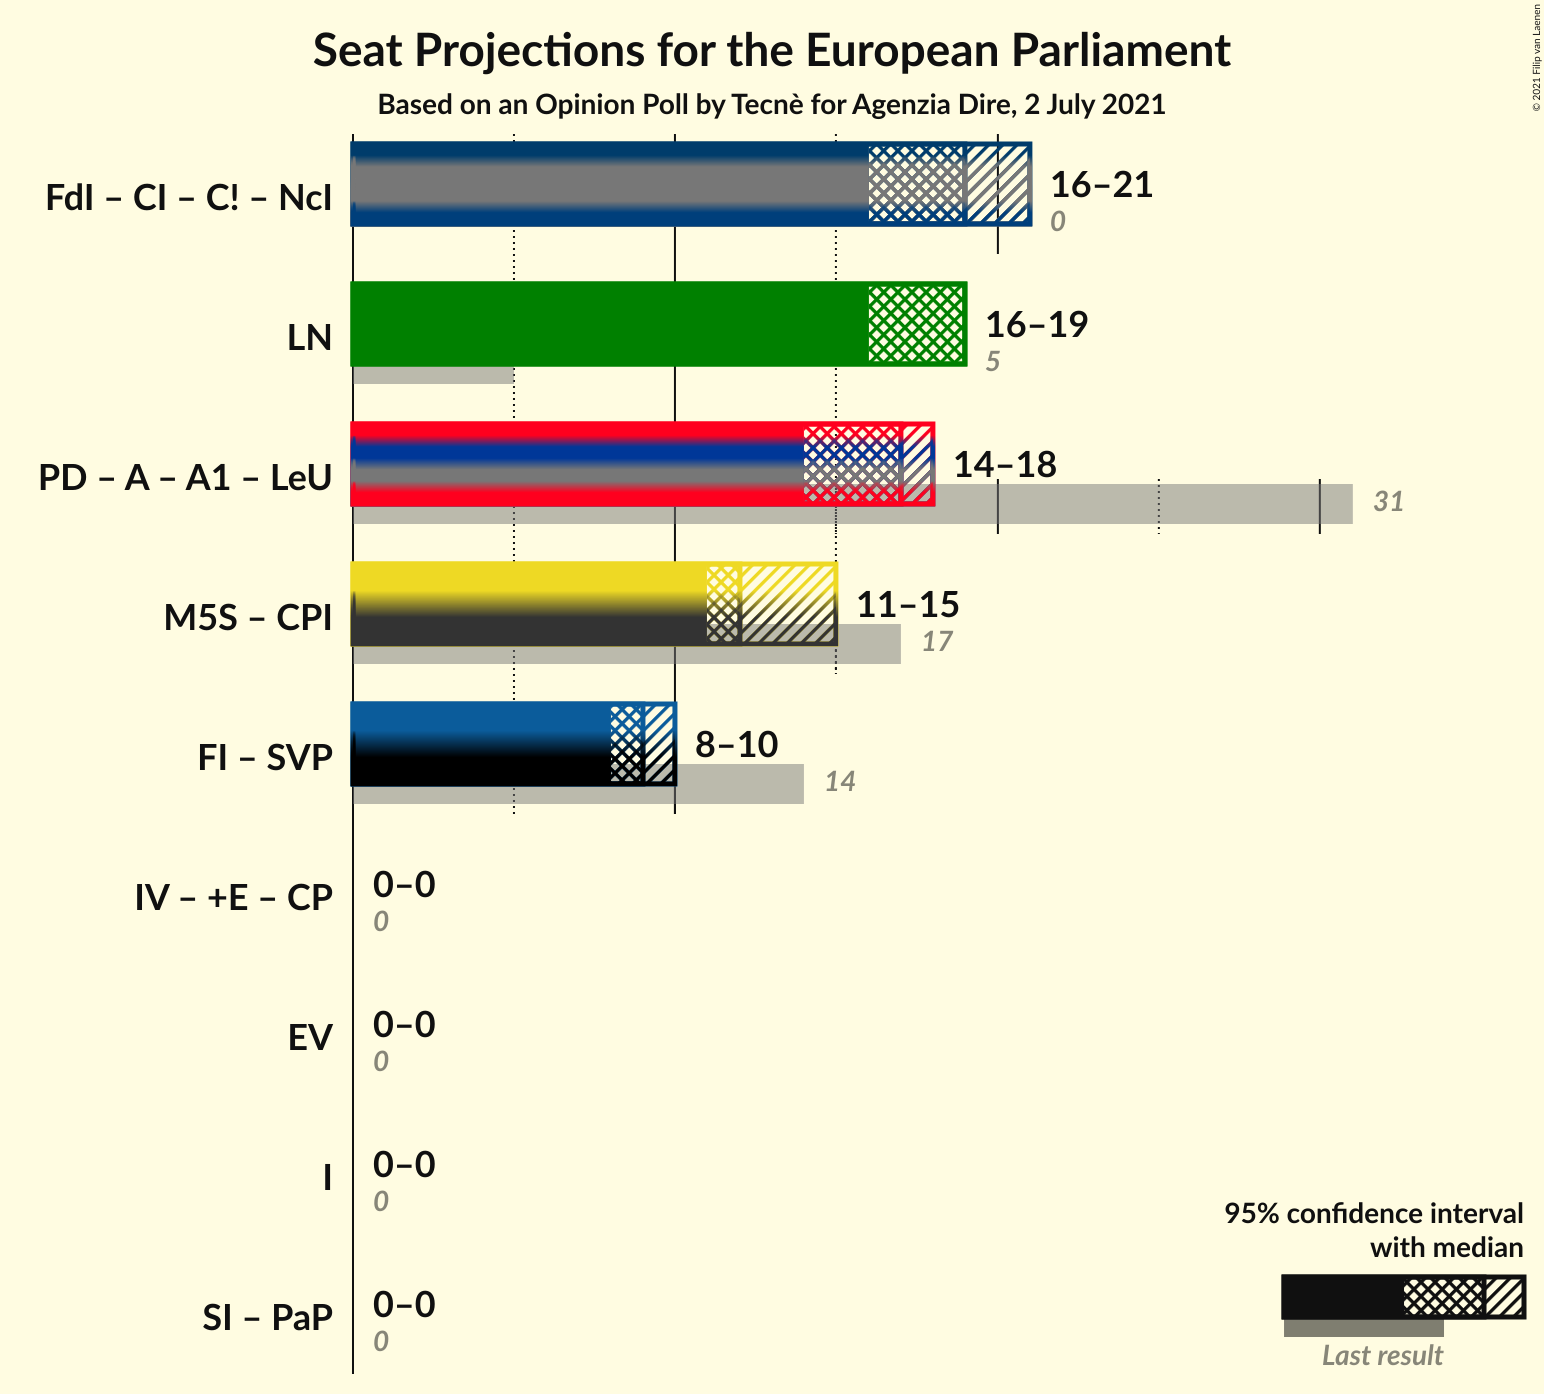 Seat Projections for the European Parliament
Based on an Opinion Poll by Tecnè for Agenzia Dire, 2 July 2021
© 2021 Filip van Laenen
FdI – CI – C! – NcI
16–21
0
LN
16–19
5
PD – A – A1 – LeU
14–18
31
M5S – CPI
11–15
17
FI – SVP
8–10
14
IV – +E – CP
0–0
0
EV
0–0
0
I
0–0
0
SI – PaP
0–0
0
95% confidence interval
with median
Last result